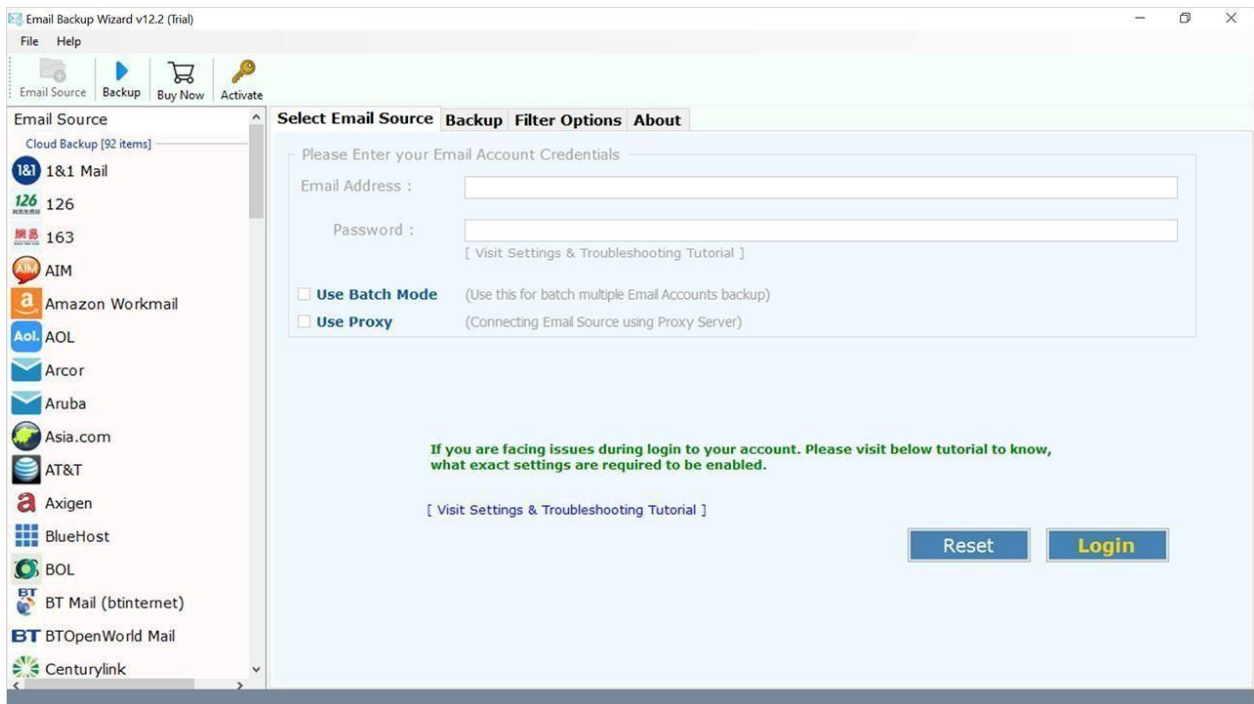 Email Backup Wizard v12.2 (Trial)
File Help
Email Source Backup Buy Now Activate
Email Source
Cloud Backup [92 items]
1&1 1&1 Mail
126 126
163
AIM AIM
a Amazon Workmail
Aol. AOL
Arcor
Aruba
Asia.com
AT&T
a Axigen
BlueHost
BOL
BT BT Mail (btinternet)
BT BTOpenWorld Mail
Centurylink
Select Email Source Backup Filter Options About
Please Enter your Email Account Credentials
Email Address :
Password :
[ Visit Settings & Troubleshooting Tutorial ]
Use Batch Mode (Use this for batch multiple Email Accounts backup)
Use Proxy (Connecting Email Source using Proxy Server)
If you are facing issues during login to your account. Please visit below tutorial to know,
what exact settings are required to be enabled.
[ Visit Settings & Troubleshooting Tutorial ]
Reset Login